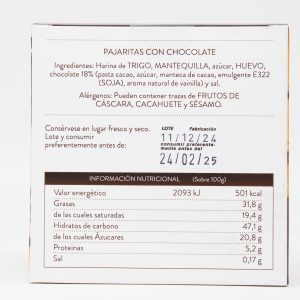 PAJARITAS CON CHOCOLATE
Ingredientes: Harina de TRIGO, MANTEQUILLA, azúcar, HUEVO,
chocolate 18% (pasta cacao, azúcar, manteca de cacao, emulgente E322
(SOJA), aroma natural de vainilla) y sal.
Alérgenos: Pueden contener trazas de FRUTOS DE
CÁSCARA, CACAHUETE y SÉSAMO.
Consérvese en lugar fresco y seco.
Lote y consumir
preferentemente antes de:
LOTE Fabricación
11/12/24
consumir preferente-
mente antes del
24/02/25
INFORMACIÓN NUTRICIONAL (Sobre 100g)
Valor energético 2093 kJ 501 kcal
Grasas 31,8 g
de las cuales saturadas 19,4 g
Hidratos de carbono 47,1 g
de los cuales Azúcares 20,8 g
Proteinas 5,2 g
Sal 0,17 g